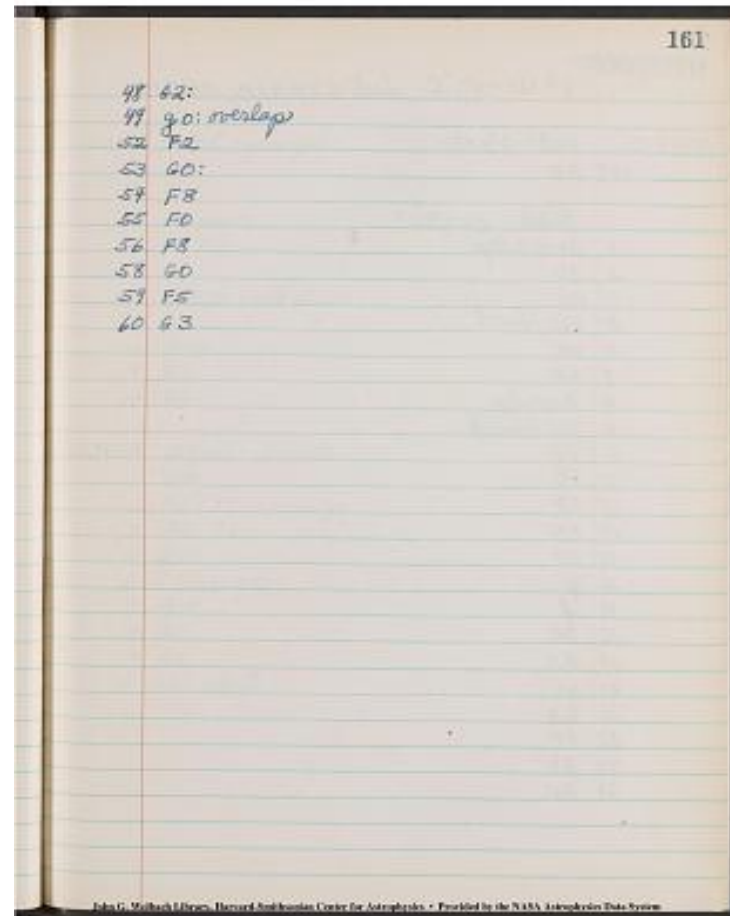 161
48 G2:
49 g0: overlaps
52 F2
53 G0:
54 F8
55 F0
56 F8
58 G0
59 F5
60 G3
John G. Wolbach Library, Harvard-Smithsonian Center for Astrophysics • Provided by the NASA Astrophysics Data System